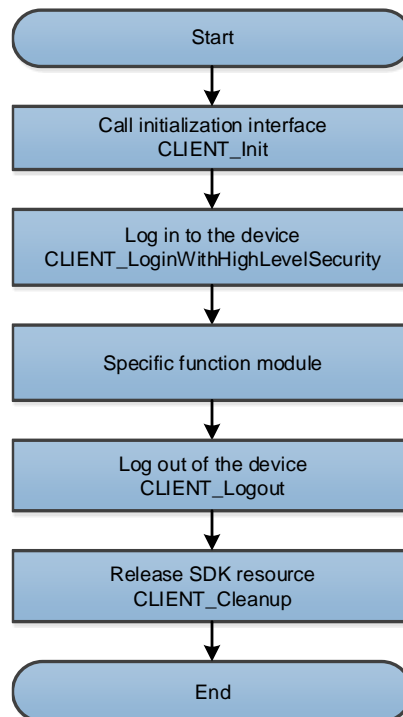 Start
Call initialization interface
CLIENT_Init
Log in to the device
CLIENT_LoginWithHighLevelSecurity
Specific function module
Log out of the device
CLIENT_Logout
Release SDK resource
CLIENT_Cleanup
End